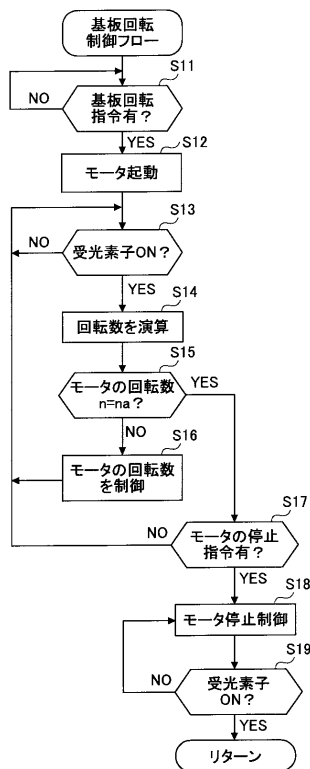 基板回転
制御フロー
S11
NO
基板回転
指令有？
YES
S12
モータ起動
S13
NO
受光素子ON？
YES
S14
回転数を演算
S15
モータの回転数
n=na？
YES
NO
S16
モータの回転数
を制御
S17
NO
モータの停止
指令有？
YES
S18
モータ停止制御
S19
NO
受光素子
ON？
YES
リターン